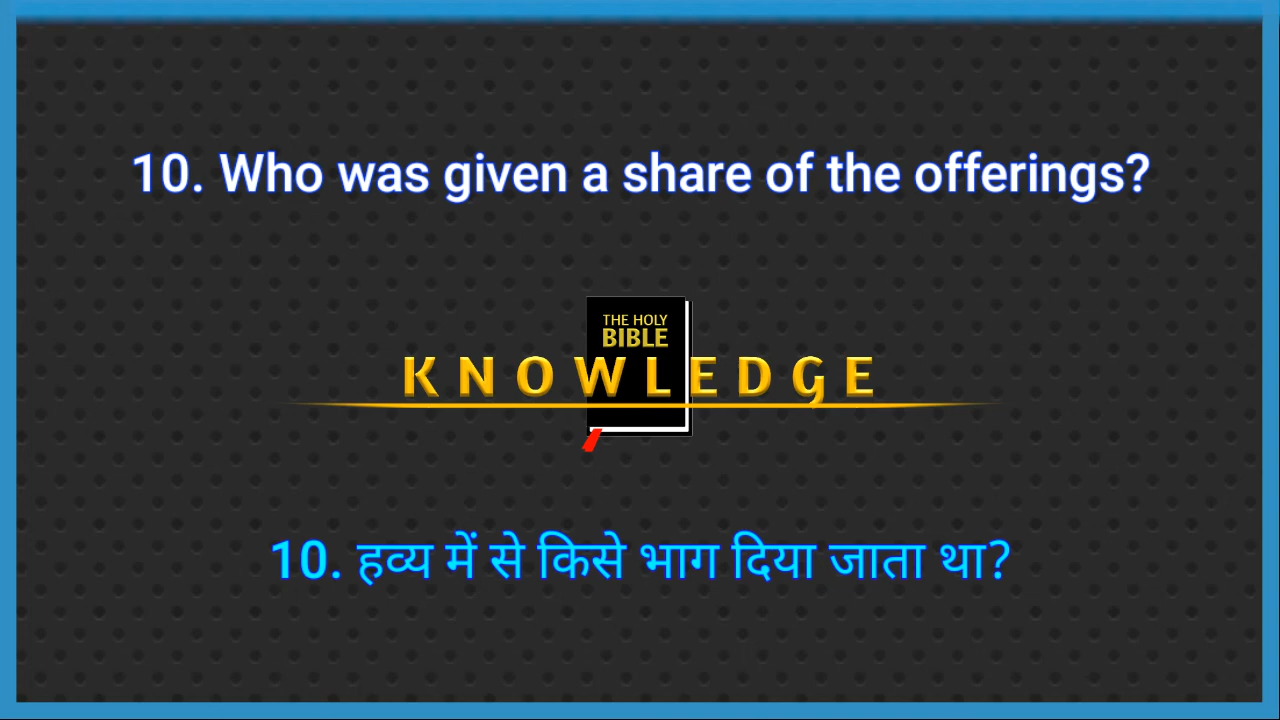 10. Who was given a share of the offerings?
THE HOLY
BIBLE
KNOWLEDGE
10. हव्य में से किसे भाग दिया जाता था?